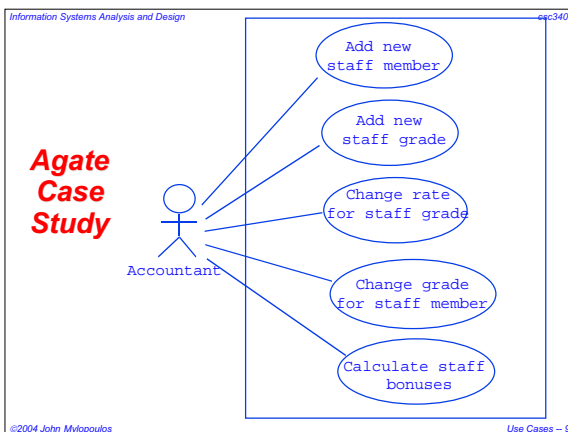 Information Systems Analysis and Design
csc340
Add new
staff member
Add new
staff grade
Agate
Case
Study
Change rate
for staff grade
Accountant
Change grade
for staff member
Calculate staff
bonuses
©2004 John Mylopoulos
Use Cases -- 9